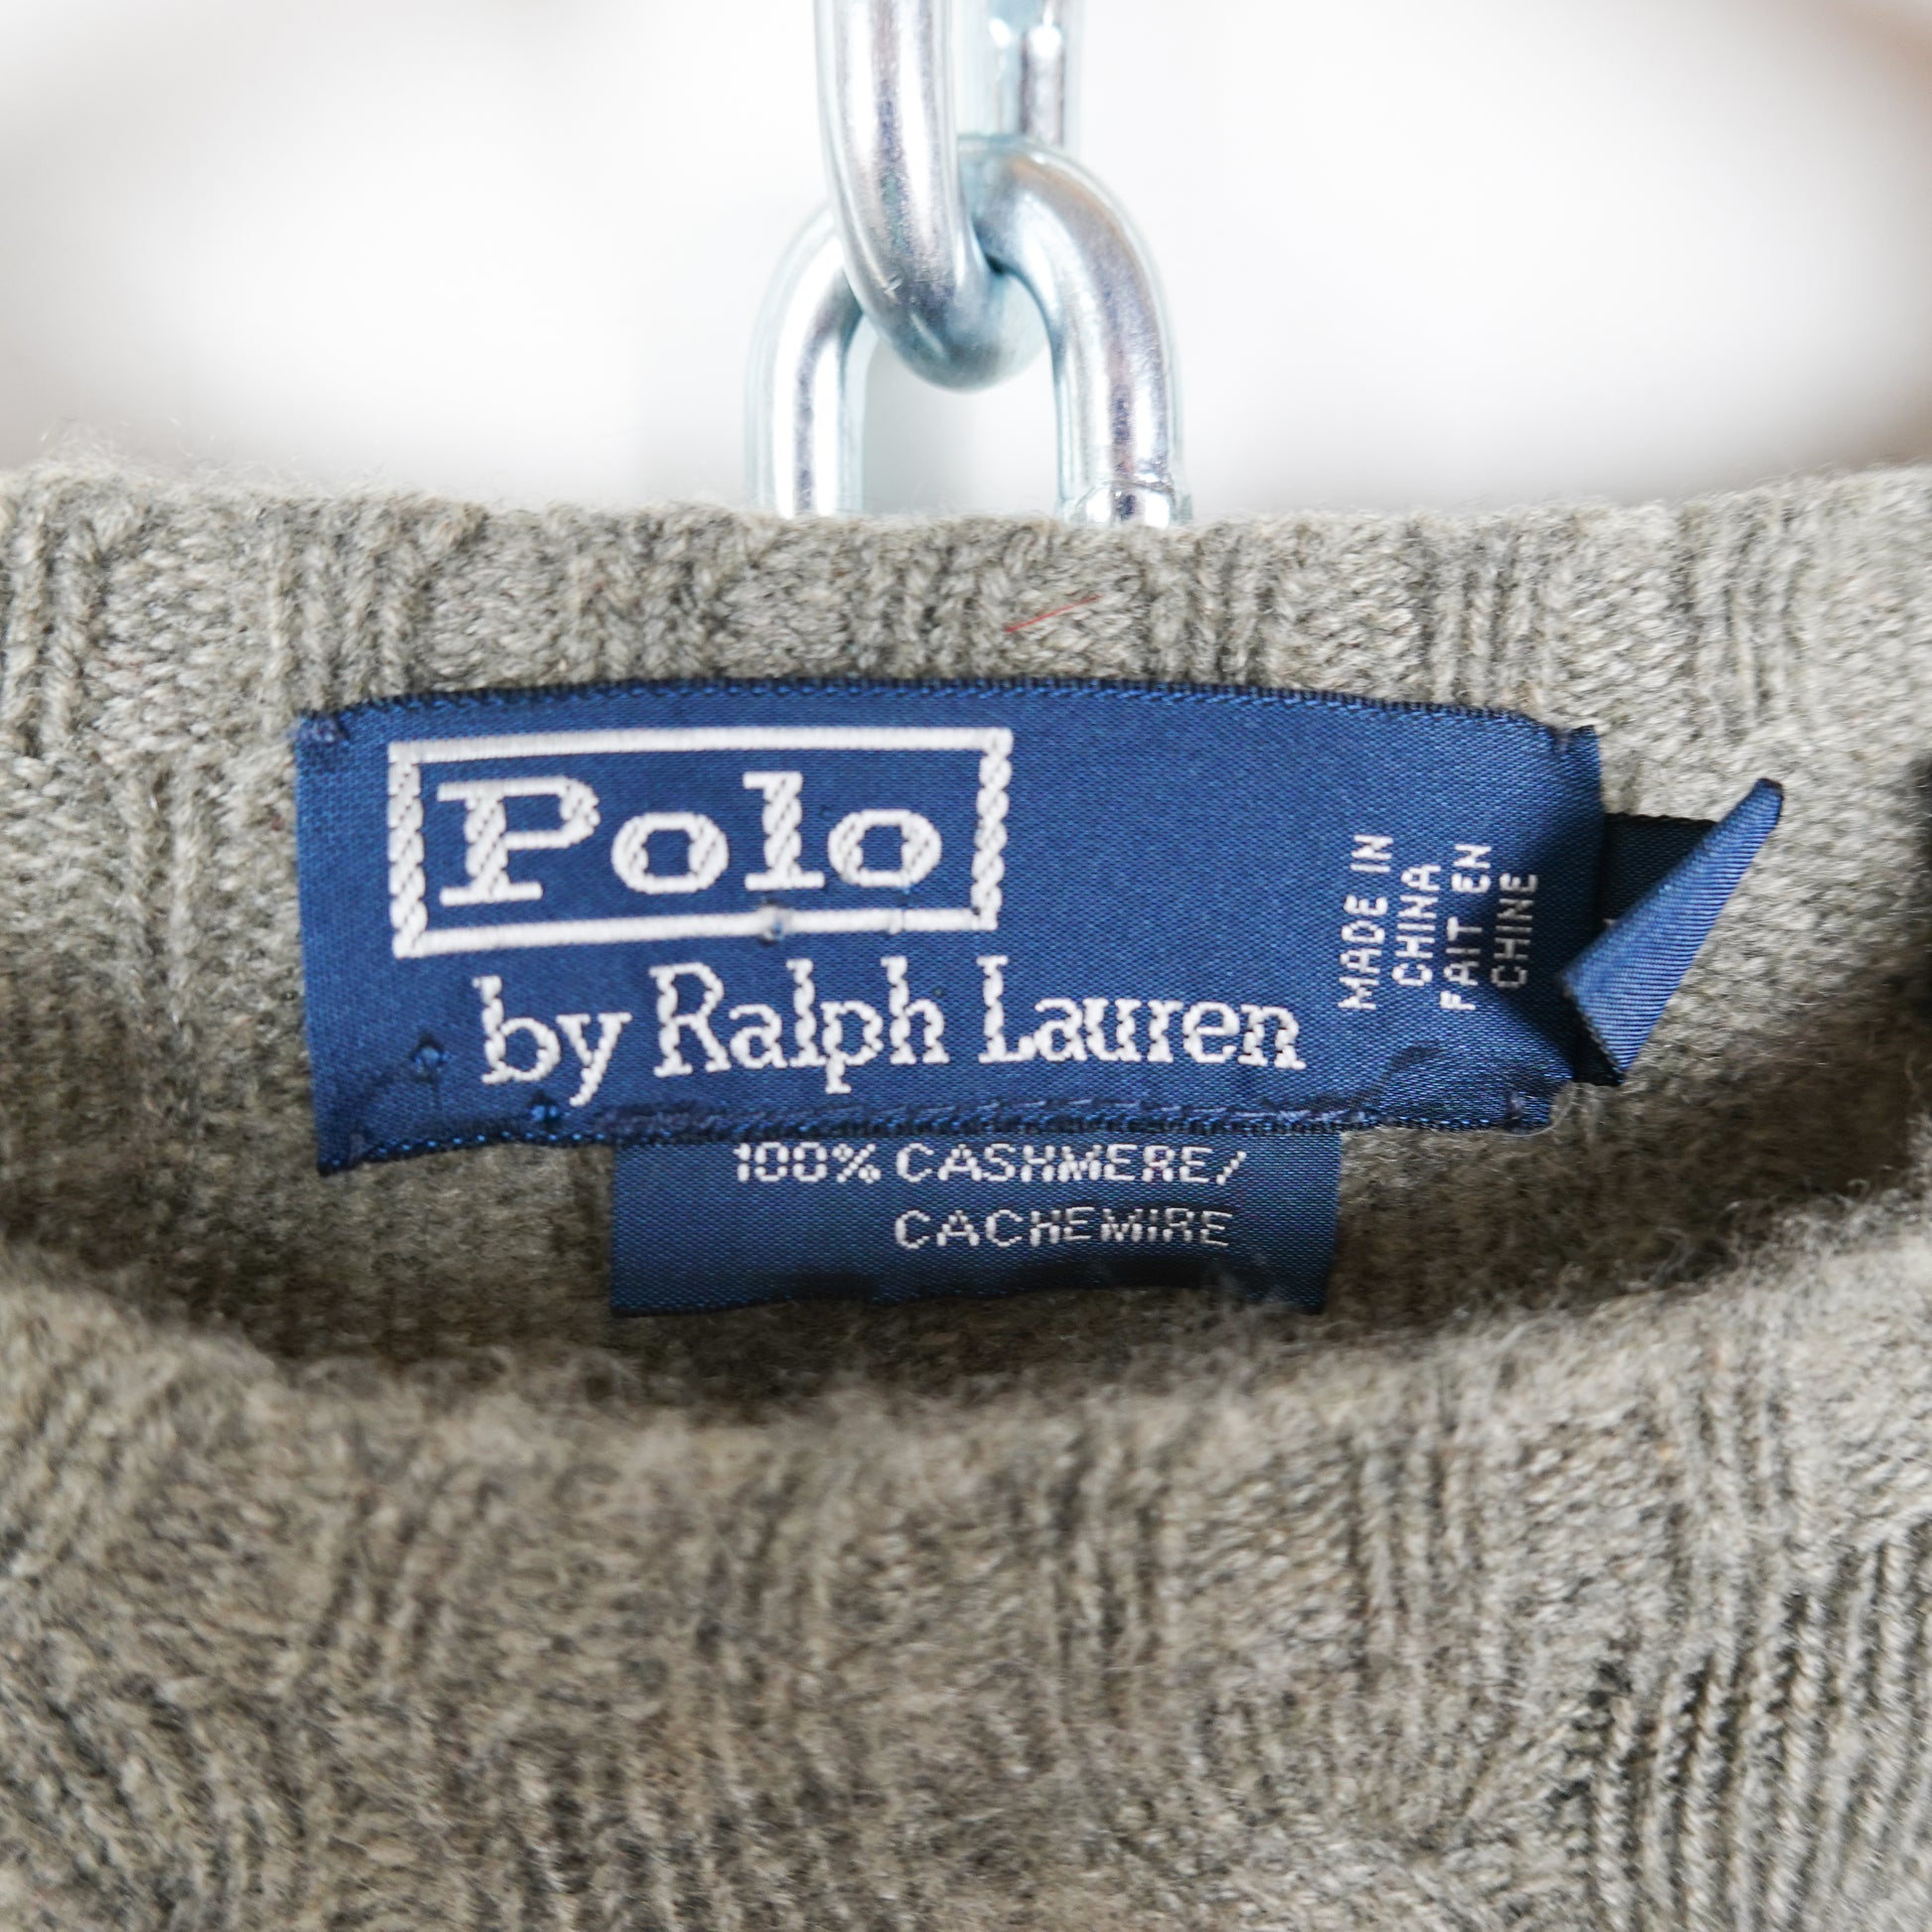 Polo
by Ralph Lauren
MADE IN
CHINA
FAIT EN
CHINE
100% CASHMERE/
CACHEMIRE